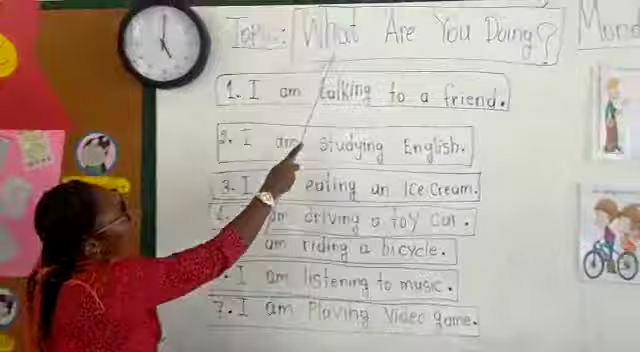 Topic: What Are You Doing?
1. I am talking to a friend.
2. I am studying English.
3. I eating an Ice Cream.
am driving a toy car.
am riding a bicycle.
. I am listening to music.
7. I am Playing Video game.